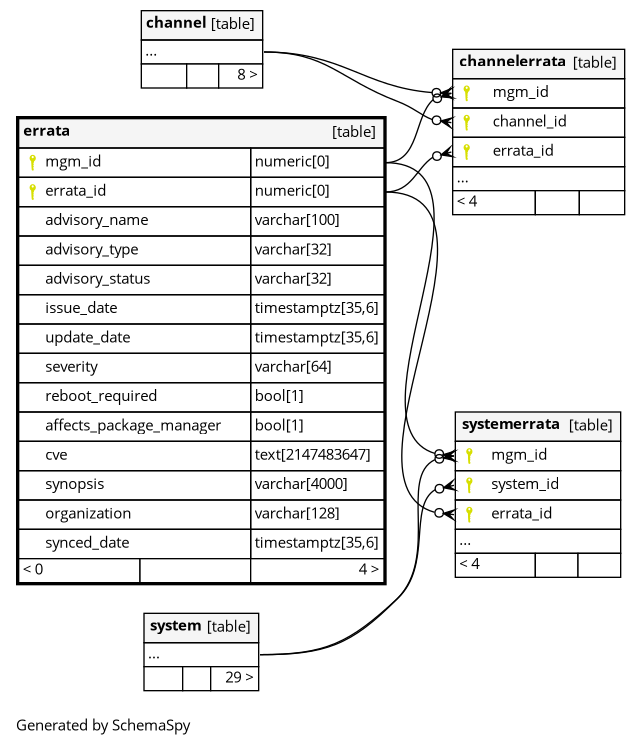 channel [table]
...
8 >
channelerrata [table]
mgm_id
channel_id
errata_id
...
< 4
errata [table]
mgm_id numeric[0]
errata_id numeric[0]
advisory_name varchar[100]
advisory_type varchar[32]
advisory_status varchar[32]
issue_date timestamptz[35,6]
update_date timestamptz[35,6]
severity varchar[64]
reboot_required bool[1]
affects_package_manager bool[1]
cve text[2147483647]
synopsis varchar[4000]
organization varchar[128]
synced_date timestamptz[35,6]
< 0 4 >
systemerrata [table]
mgm_id
system_id
errata_id
...
< 4
system [table]
...
29 >
Generated by SchemaSpy